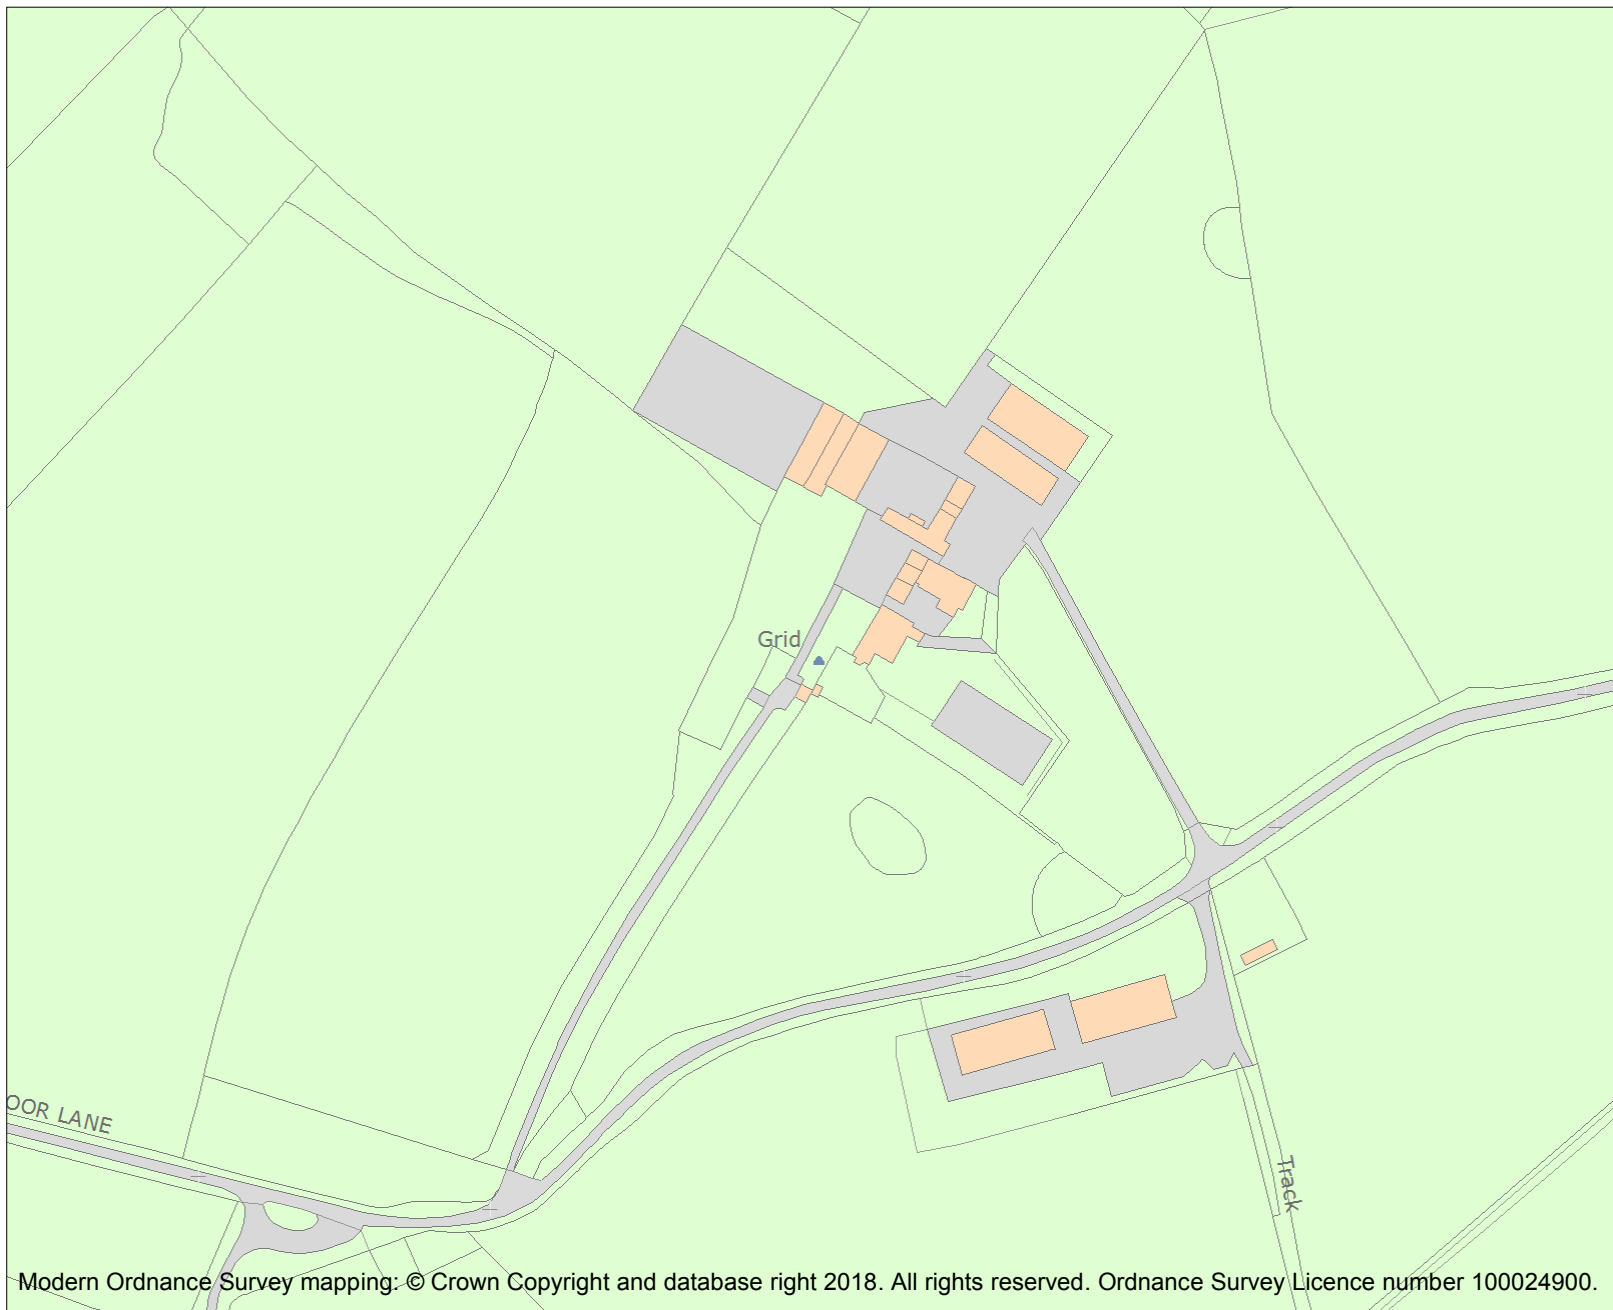 Grid
OOR LANE
Track
Modern Ordnance Survey mapping: © Crown Copyright and database right 2018. All rights reserved. Ordnance Survey Licence number 100024900.